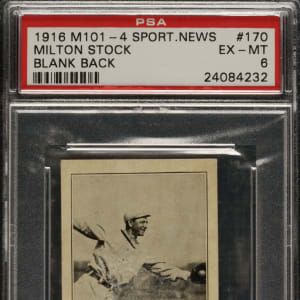 PSA
1916 M101-4 SPORT.NEWS #170
MILTON STOCK EX-MT
BLANK BACK 6
24084232